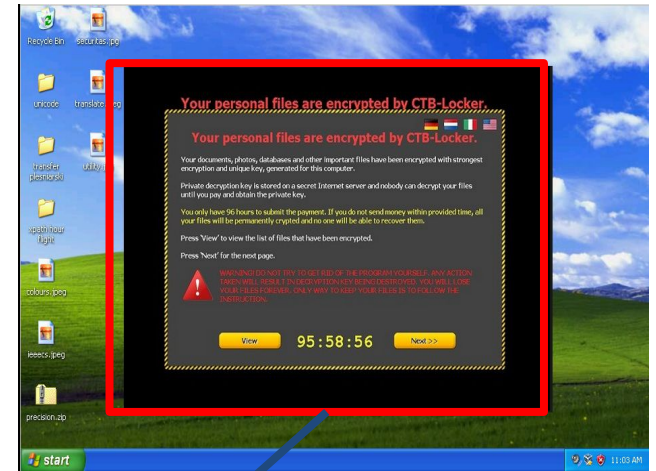 Recycle Bin
securitas.jpg
unicode
translate
eg
transfer
plesniarski
utility.j
xpath hour
flight
colours.jpeg
ieeecs.jpeg
precision.zip
Your personal files are encrypted by CTB-Locker.
Your personal files are encrypted by CTB-Locker.
Your documents, photos, databases and other important files have been encrypted with strongest
encryption and unique key, generated for this computer.
Private decryption key is stored on a secret Internet server and nobody can decrypt your files
until you pay and obtain the private key.
You only have 96 hours to submit the payment. If you do not send money within provided time, all
your files will be permanently crypted and no one will be able to recover them.
Press 'View' to view the list of files that have been encrypted.
Press 'Next' for the next page.
WARNING! DO NOT TRY TO GET RID OF THE PROGRAM YOURSELF. ANY ACTION
TAKEN WILL RESULT IN DECRYPTION KEY BEING DESTROYED. YOU WILL LOSE
YOUR FILES FOREVER. ONLY WAY TO KEEP YOUR FILES IS TO FOLLOW THE
INSTRUCTION.
View
95:58:56
Next >>
start
11:03 AM